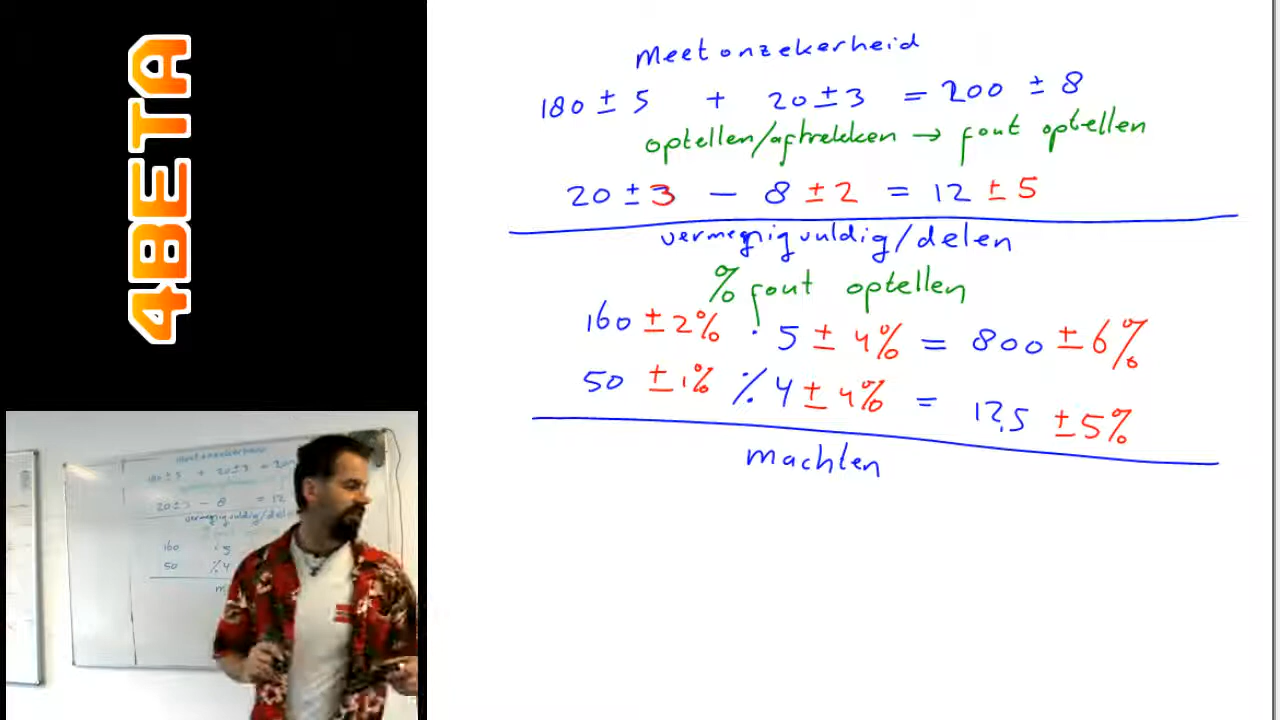 4BETA
meetonzekerheid
180 ± 5 + 20 ± 3 = 200 ± 8
optellen/aftrekken → fout optellen
20 ± 3 − 8 ± 2 = 12 ± 5
vermegnigvuldig/delen
% fout optellen
160 ± 2% · 5 ± 4% = 800 ± 6%
50 ± 1% % 4 ± 4% = 12,5 ± 5%
machten